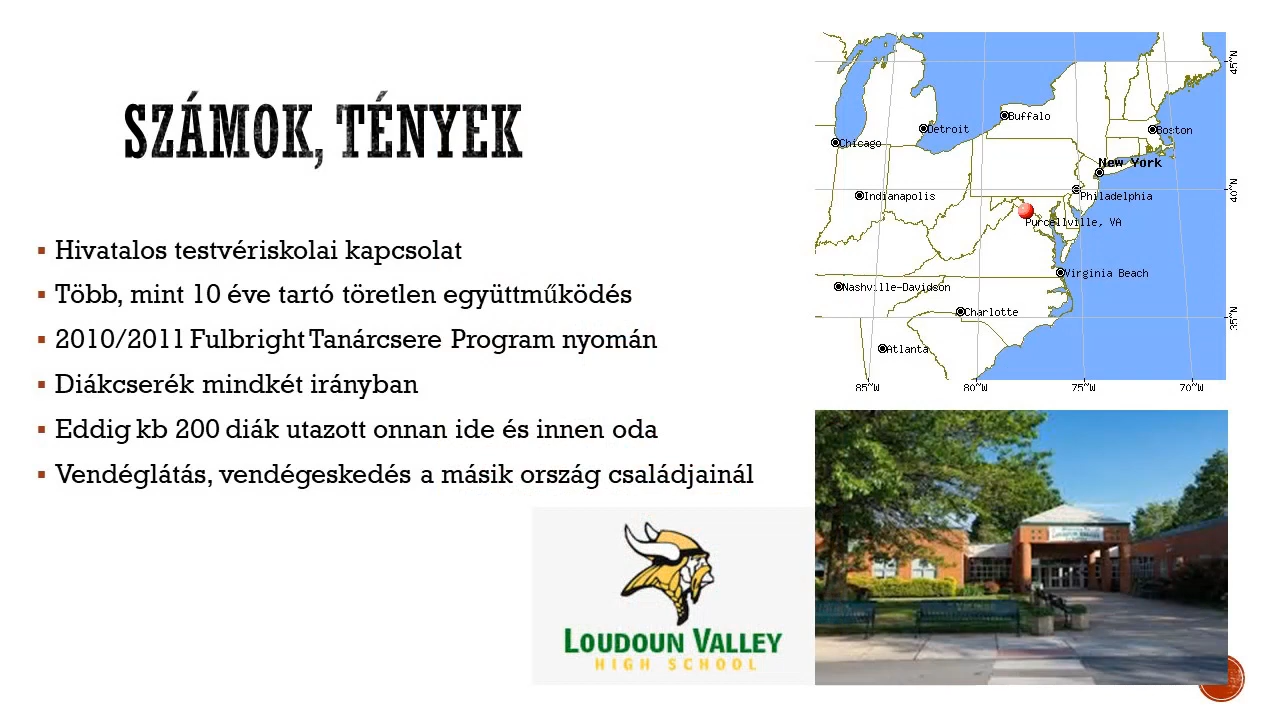 SZÁMOK, TÉNYEK
Hivatalos testvériskolai kapcsolat
Több, mint 10 éve tartó töretlen együttműködés
2010/2011 Fulbright Tanárcsere Program nyomán
Diákcserék mindkét irányban
Eddig kb 200 diák utazott onnan ide és innen oda
Vendéglátás, vendégeskedés a másik ország családjainál
45°N
Buffalo
Detroit
Boston
Chicago
New York
40°N
Indianapolis
Philadelphia
Purcellville, VA
Virginia Beach
Nashville-Davidson
Charlotte
35°N
Atlanta
85°W
80°W
75°W
70°W
LOUDOUN VALLEY
HIGH SCHOOL